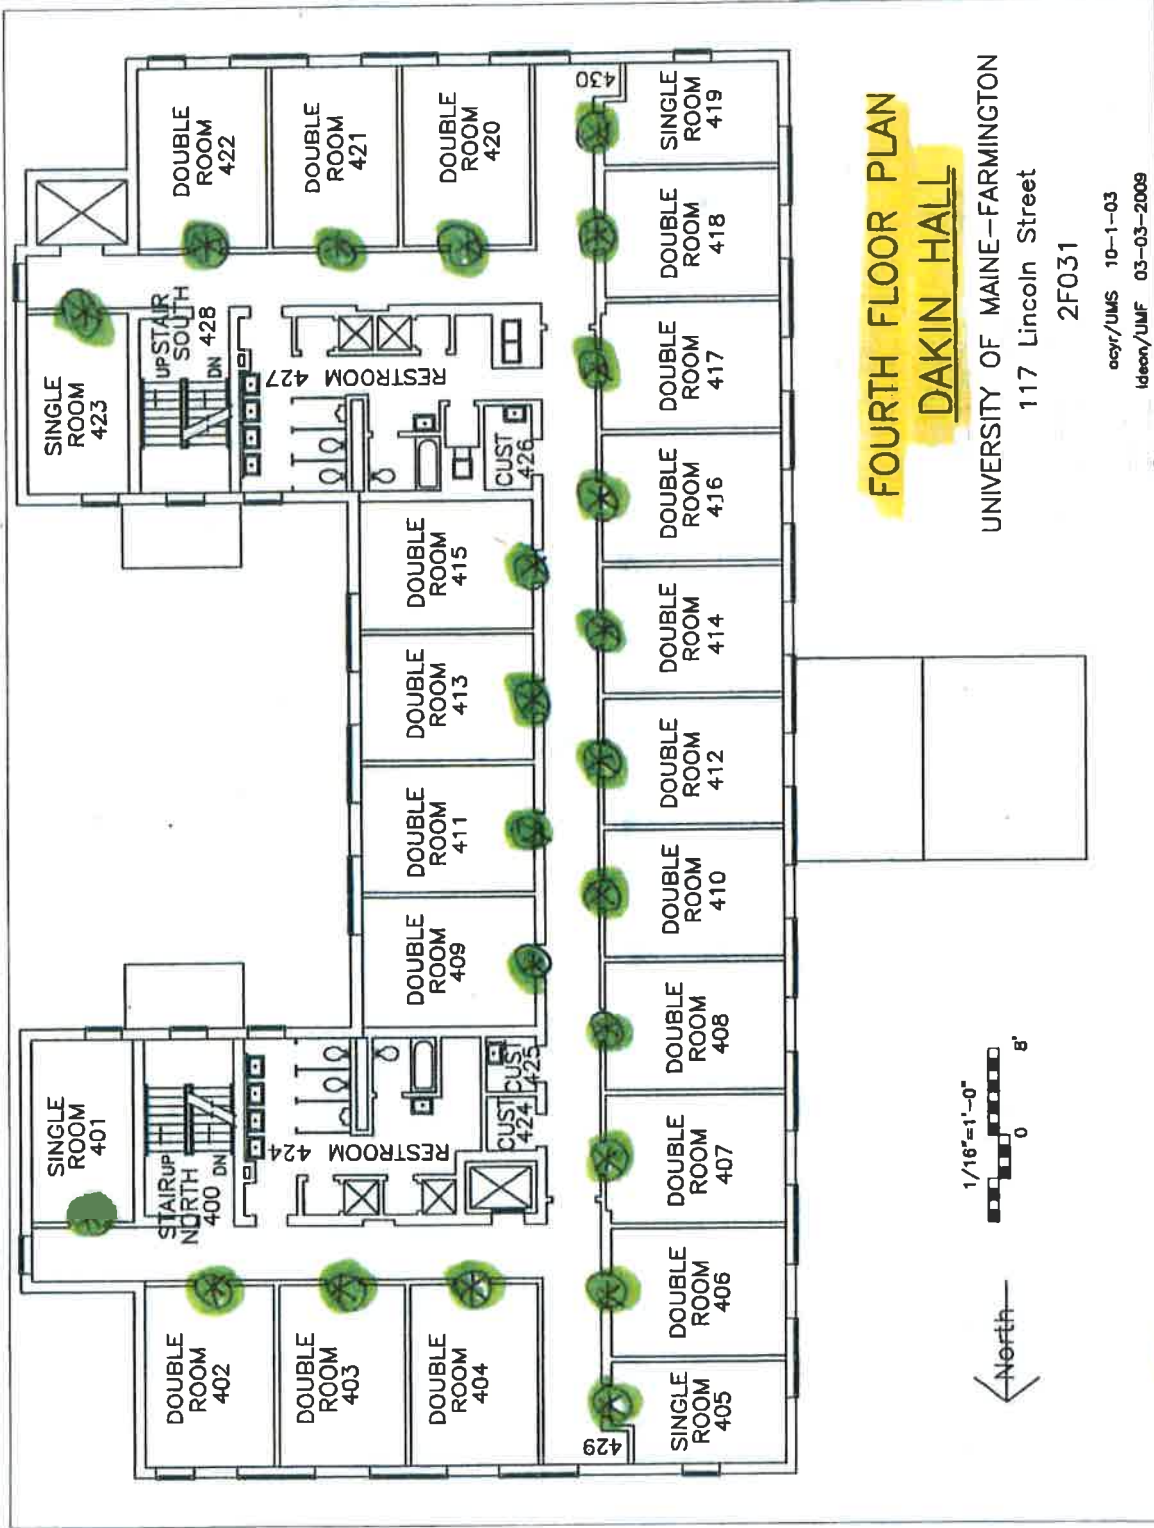 SINGLE
ROOM
401
STAIR
NORTH
400
UP
DN
DOUBLE
ROOM
402
DOUBLE
ROOM
403
DOUBLE
ROOM
404
RESTROOM 424
CUST
424
CUST
425
429
SINGLE
ROOM
405
DOUBLE
ROOM
406
DOUBLE
ROOM
407
DOUBLE
ROOM
408
DOUBLE
ROOM
409
DOUBLE
ROOM
410
DOUBLE
ROOM
411
DOUBLE
ROOM
412
DOUBLE
ROOM
413
DOUBLE
ROOM
414
DOUBLE
ROOM
415
DOUBLE
ROOM
416
DOUBLE
ROOM
417
DOUBLE
ROOM
418
SINGLE
ROOM
419
430
DOUBLE
ROOM
420
DOUBLE
ROOM
421
DOUBLE
ROOM
422
SINGLE
ROOM
423
UPSTAIR
SOUTH
428
DN
RESTROOM 427
CUST
426
North
1/16"=1'-0"
0
8'
FOURTH FLOOR PLAN
DAKIN HALL
UNIVERSITY OF MAINE-FARMINGTON
117 Lincoln Street
2F031
acyr/UMS 10-1-03
ideon/UMF 03-03-2009